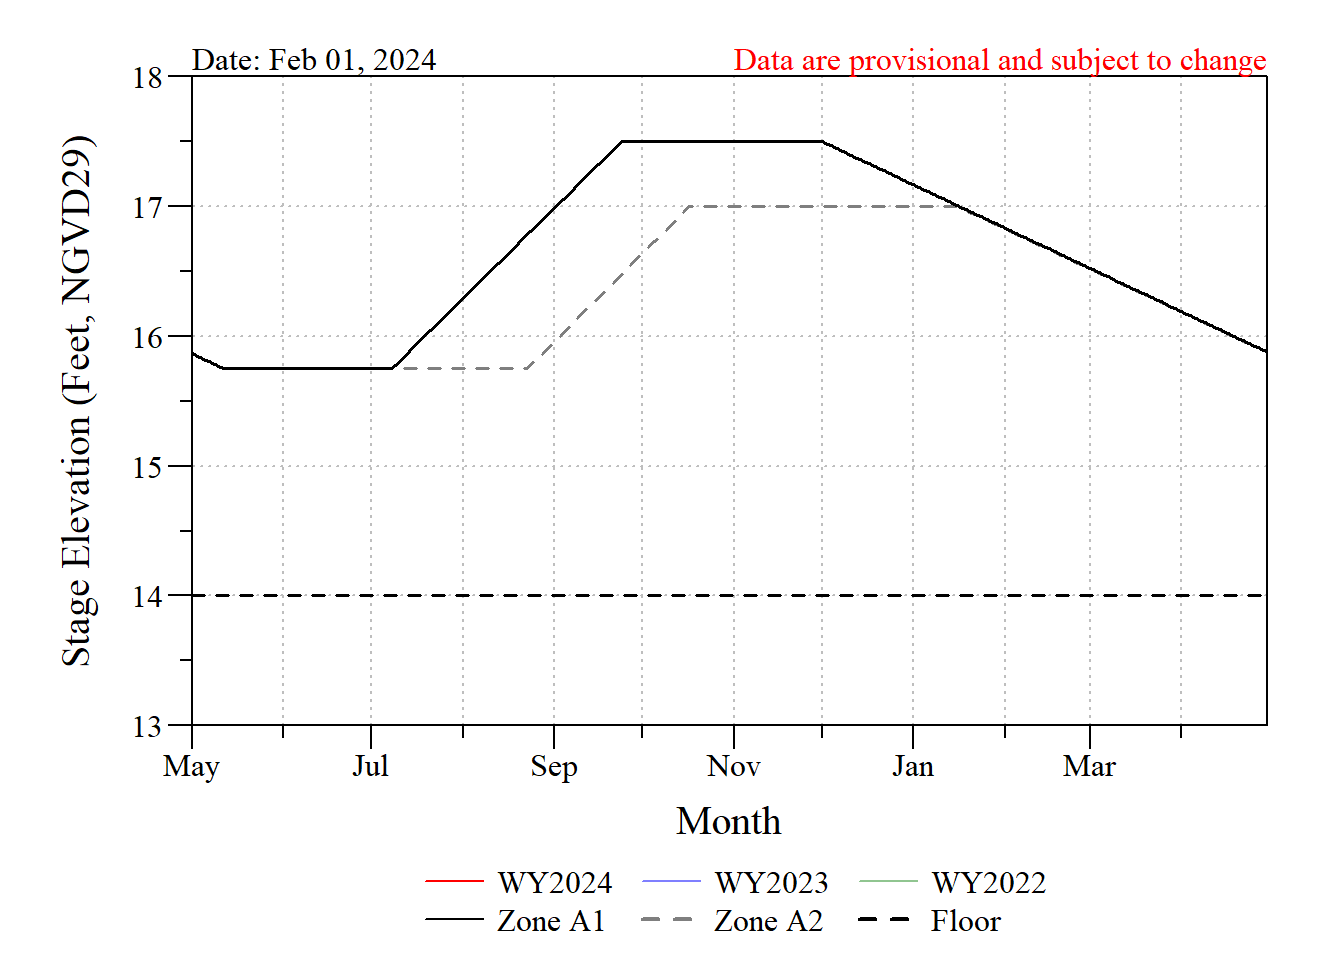 Date: Feb 01, 2024 Data are provisional and subject to change
Stage Elevation (Feet, NGVD29)
18
17
16
15
14
13
May Jul Sep Nov Jan Mar
Month
WY2024 WY2023 WY2022
Zone A1 Zone A2 Floor